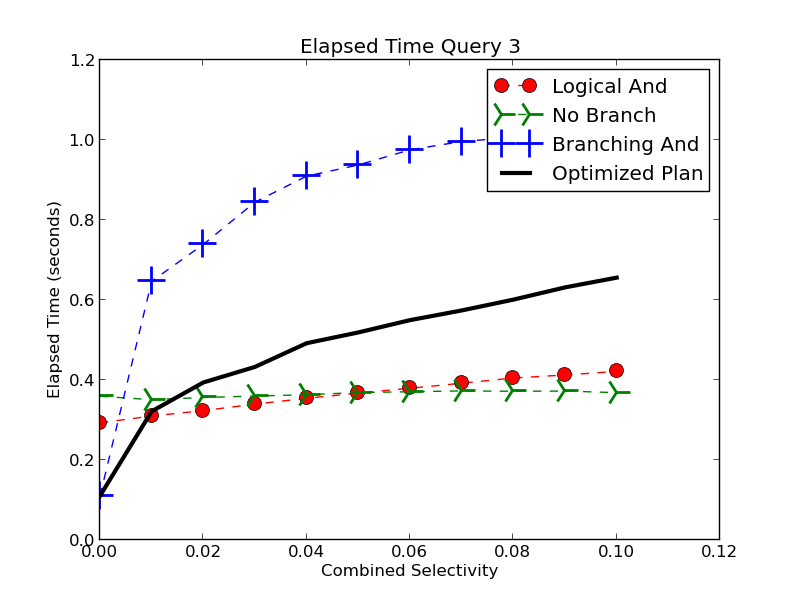 Elapsed Time Query 3
Logical And
No Branch
Branching And
Optimized Plan
Elapsed Time (seconds)
1.2
1.0
0.8
0.6
0.4
0.2
0.0
0.00 0.02 0.04 0.06 0.08 0.10 0.12
Combined Selectivity